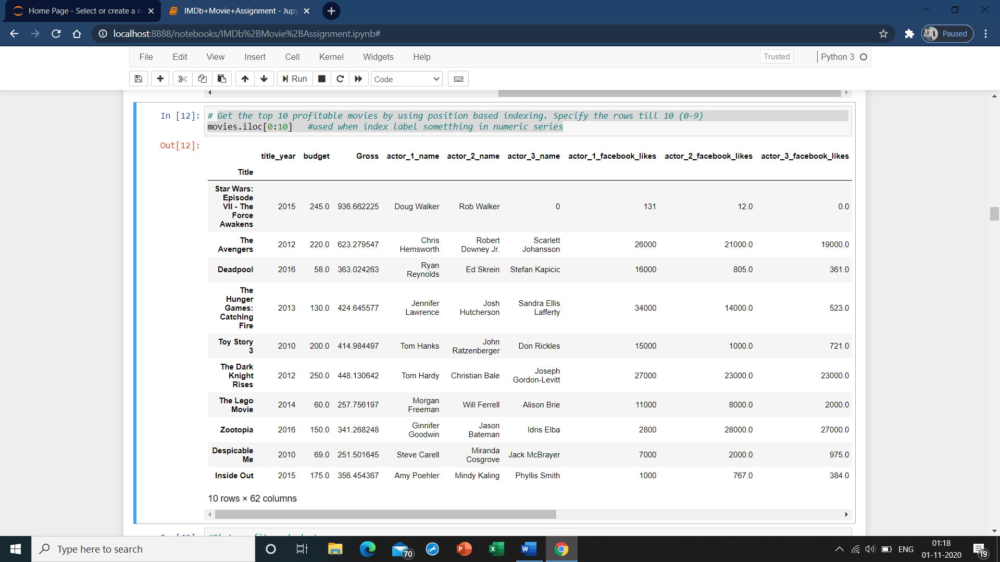 Home Page - Select or create a n
IMDb+Movie+Assignment - Jupy
localhost:8888/notebooks/IMDb%2BMovie%2BAssignment.ipynb#
Paused
File Edit View Insert Cell Kernel Widgets Help
Trusted
Python 3
Run
Code
In [12]:
# Get the top 10 profitable movies by using position based indexing. Specify the rows till 10 (0-9)
movies.iloc[0:10] #used when index label sometthing in numeric series
Out[12]:
title_year budget Gross actor_1_name actor_2_name actor_3_name actor_1_facebook_likes actor_2_facebook_likes actor_3_facebook_likes
Title
Star Wars:
Episode
VII - The
Force
Awakens
2015 245.0 936.662225 Doug Walker Rob Walker 0 131 12.0 0.0
The
Avengers
2012 220.0 623.279547 Chris Hemsworth Robert Downey Jr. Scarlett Johansson 26000 21000.0 19000.0
Deadpool 2016 58.0 363.024263 Ryan Reynolds Ed Skrein Stefan Kapicic 16000 805.0 361.0
The
Hunger
Games:
Catching
Fire
2013 130.0 424.645577 Jennifer Lawrence Josh Hutcherson Sandra Ellis Lafferty 34000 14000.0 523.0
Toy Story
3
2010 200.0 414.984497 Tom Hanks John Ratzenberger Don Rickles 15000 1000.0 721.0
The Dark
Knight
Rises
2012 250.0 448.130642 Tom Hardy Christian Bale Joseph Gordon-Levitt 27000 23000.0 23000.0
The Lego
Movie
2014 60.0 257.756197 Morgan Freeman Will Ferrell Alison Brie 11000 8000.0 2000.0
Zootopia 2016 150.0 341.268248 Ginnifer Goodwin Jason Bateman Idris Elba 2800 28000.0 27000.0
Despicable
Me
2010 69.0 251.501645 Steve Carell Miranda Cosgrove Jack McBrayer 7000 2000.0 975.0
Inside Out 2015 175.0 356.454367 Amy Poehler Mindy Kaling Phyllis Smith 1000 767.0 384.0
10 rows × 62 columns
Type here to search
70
ENG
01:18
01-11-2020
19